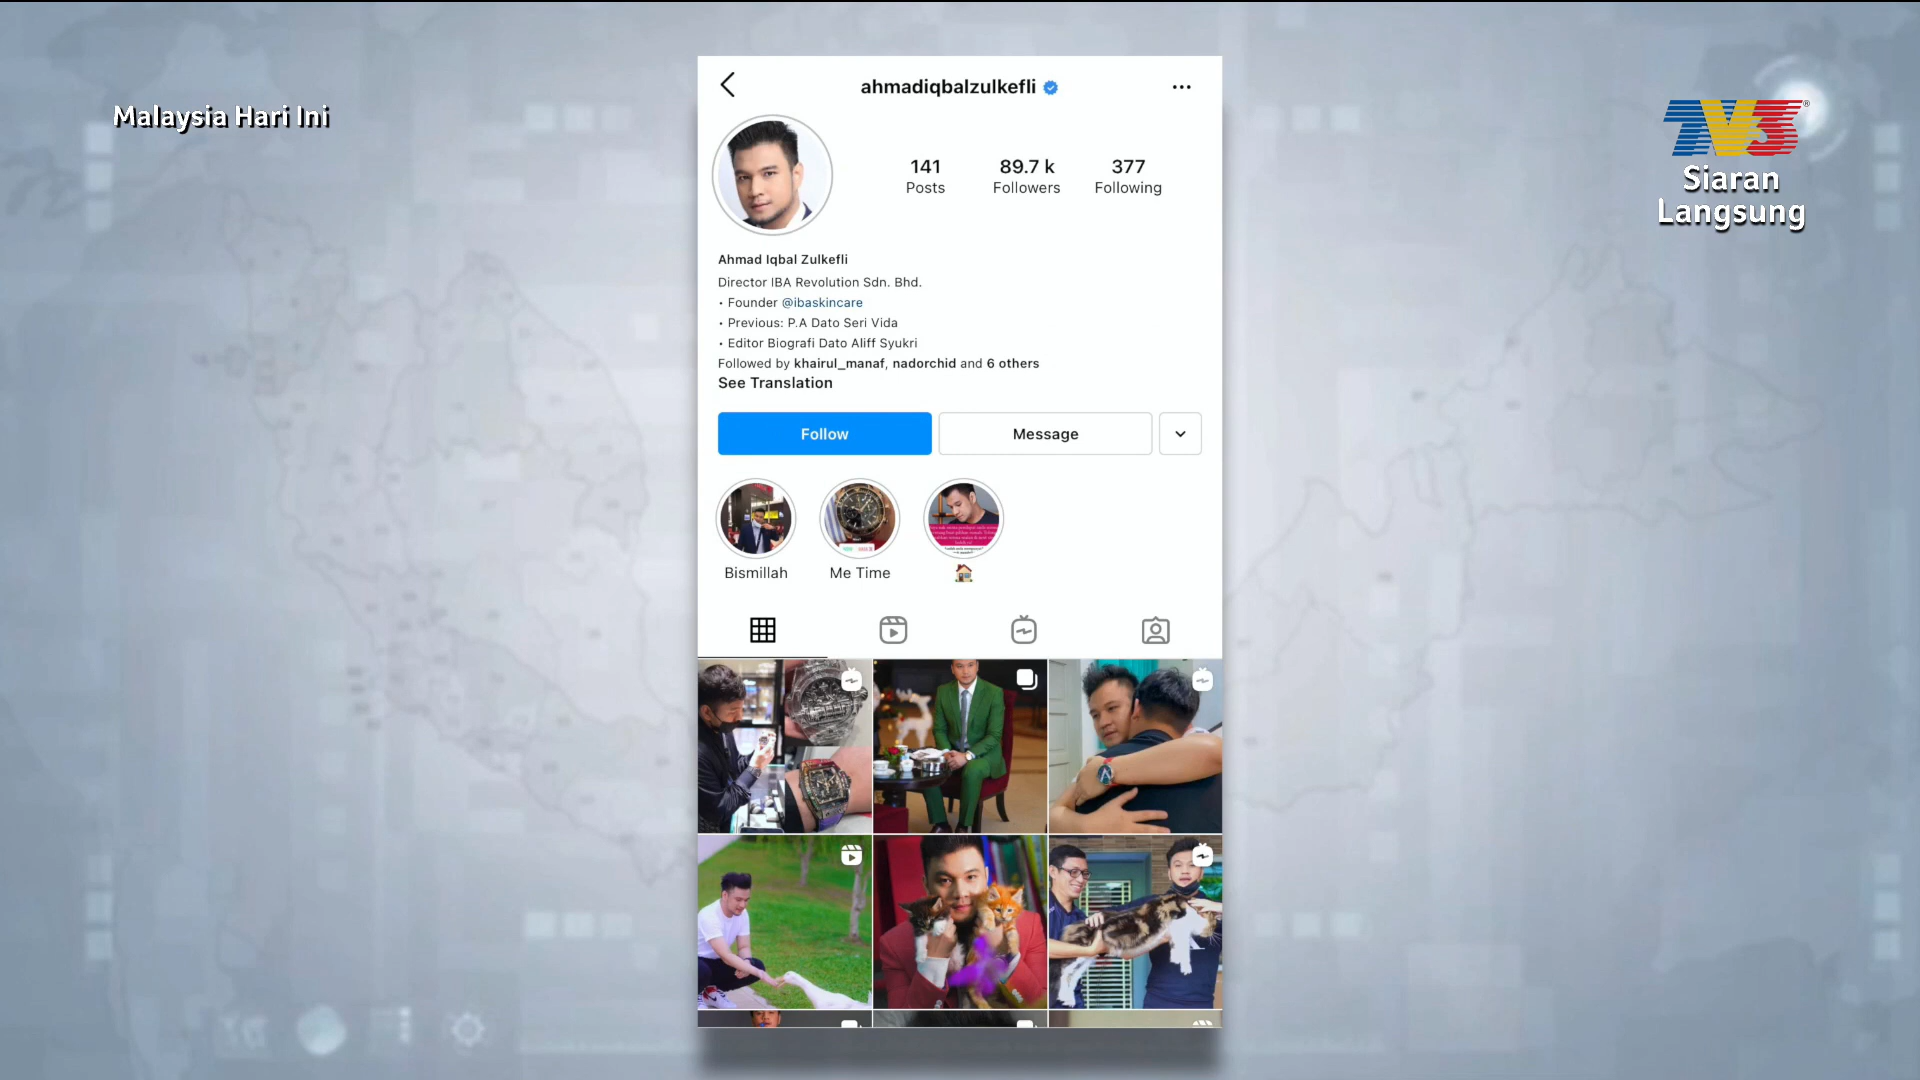 Malaysia Hari Ini
TV3
Siaran
Langsung
ahmadiqbalzulkefli
141
Posts
89.7 k
Followers
377
Following
Ahmad Iqbal Zulkefli
Director IBA Revolution Sdn. Bhd.
• Founder @ibaskincare
• Previous: P.A Dato Seri Vida
• Editor Biografi Dato Aliff Syukri
Followed by khairul_manaf, nadorchid and 6 others
See Translation
Follow
Message
Bismillah
Me Time